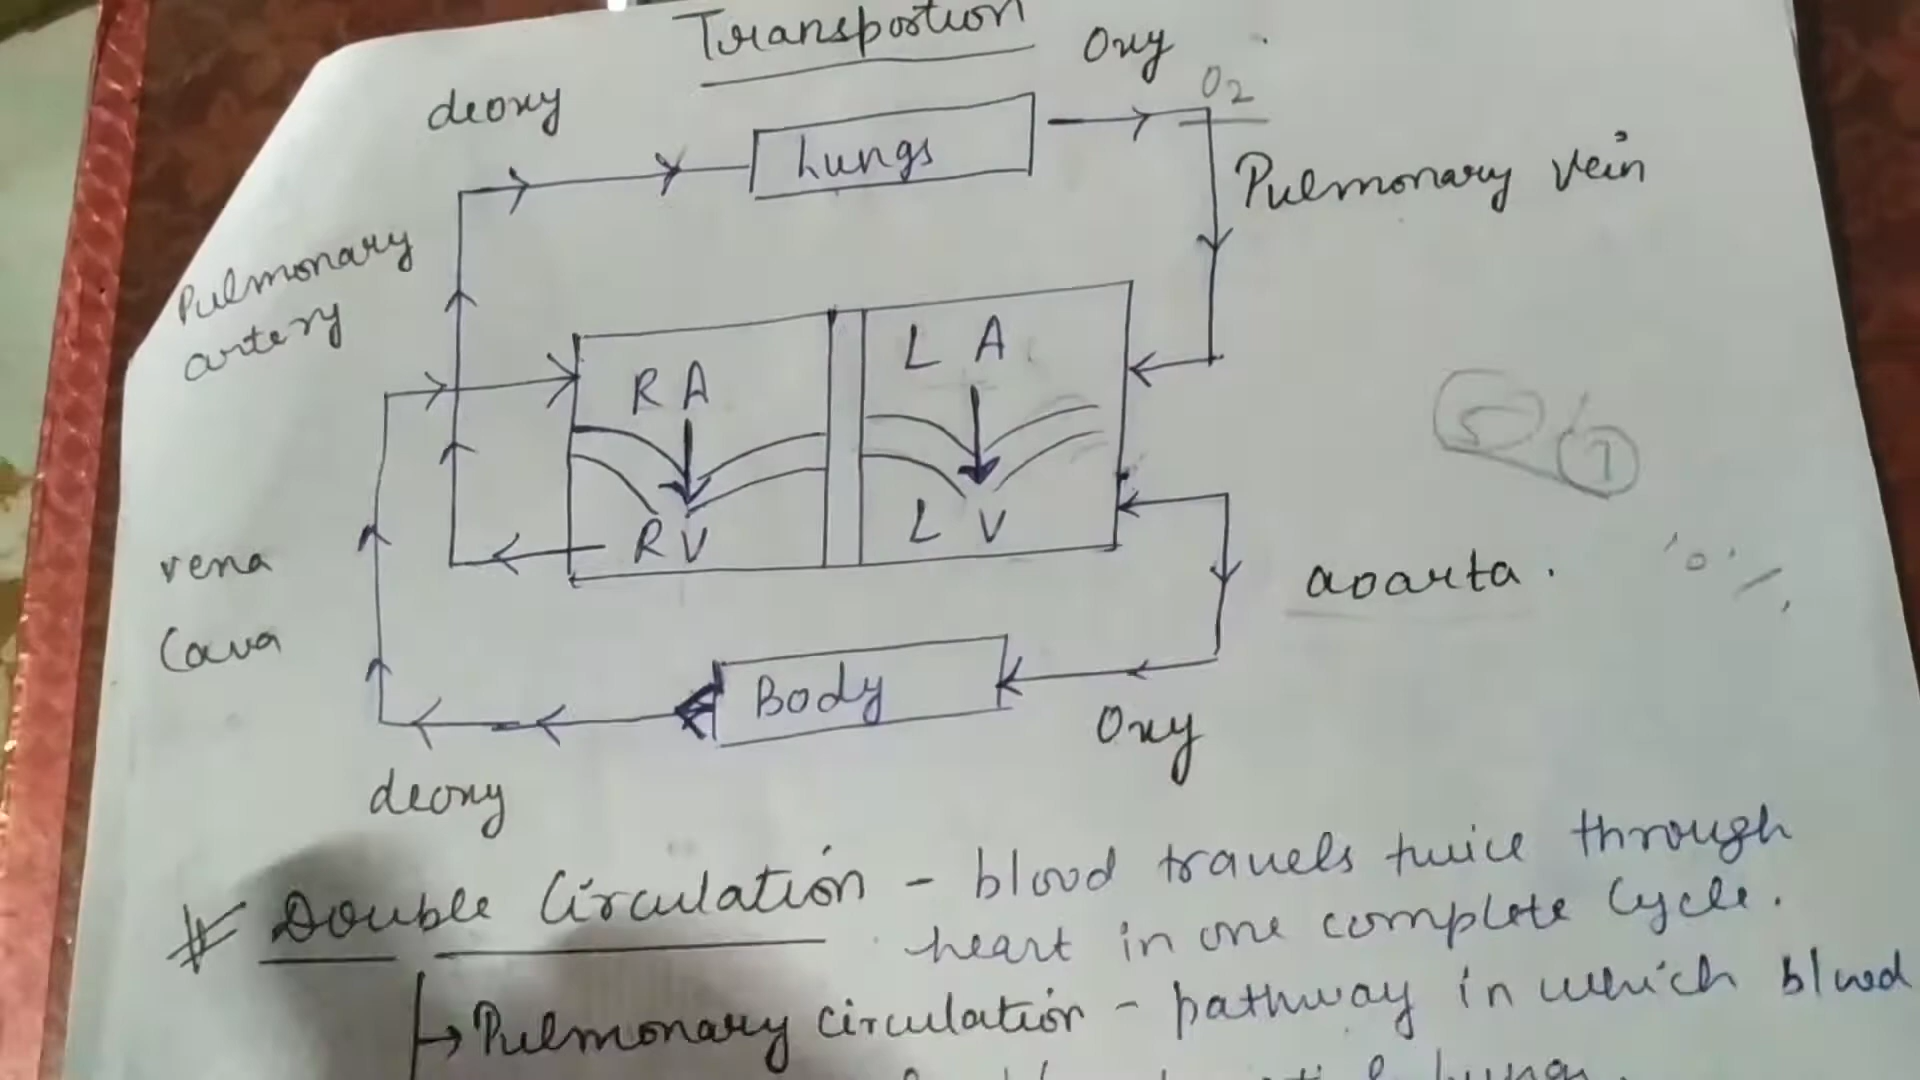 Transportion
deoxy
Oxy
O2
Lungs
Pulmonary vein
Pulmonary
artery
R A
L A
R V
L V
vena
Cava
aoarta.
Body
Oxy
deoxy
Double Circulation - blood travels twice through
heart in one complete Cycle.
Pulmonary circulation - pathway in which blood